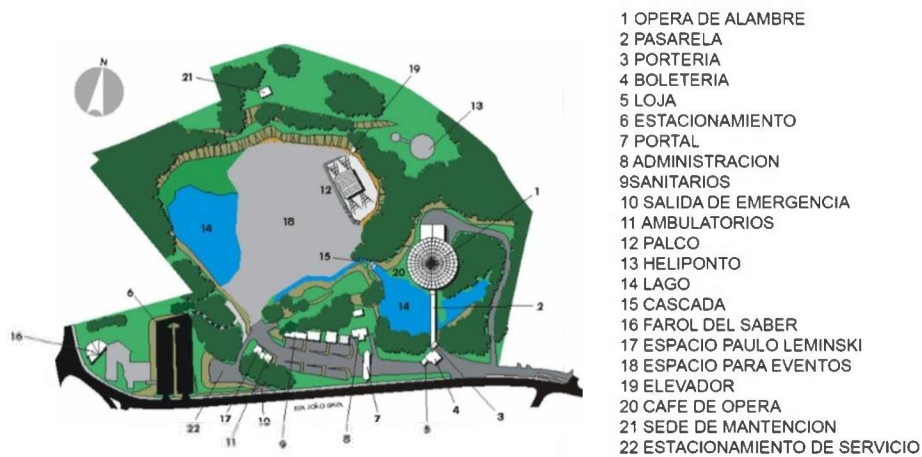 N
21
19
13
12
1
14
18
15
20
6
14
2
16
RUA JOÃO GAVA
17
10
22
11
9
8
7
5
4
3
1 OPERA DE ALAMBRE
2 PASARELA
3 PORTERIA
4 BOLETERIA
5 LOJA
6 ESTACIONAMIENTO
7 PORTAL
8 ADMINISTRACION
9SANITARIOS
10 SALIDA DE EMERGENCIA
11 AMBULATORIOS
12 PALCO
13 HELIPONTO
14 LAGO
15 CASCADA
16 FAROL DEL SABER
17 ESPACIO PAULO LEMINSKI
18 ESPACIO PARA EVENTOS
19 ELEVADOR
20 CAFE DE OPERA
21 SEDE DE MANTENCION
22 ESTACIONAMIENTO DE SERVICIO